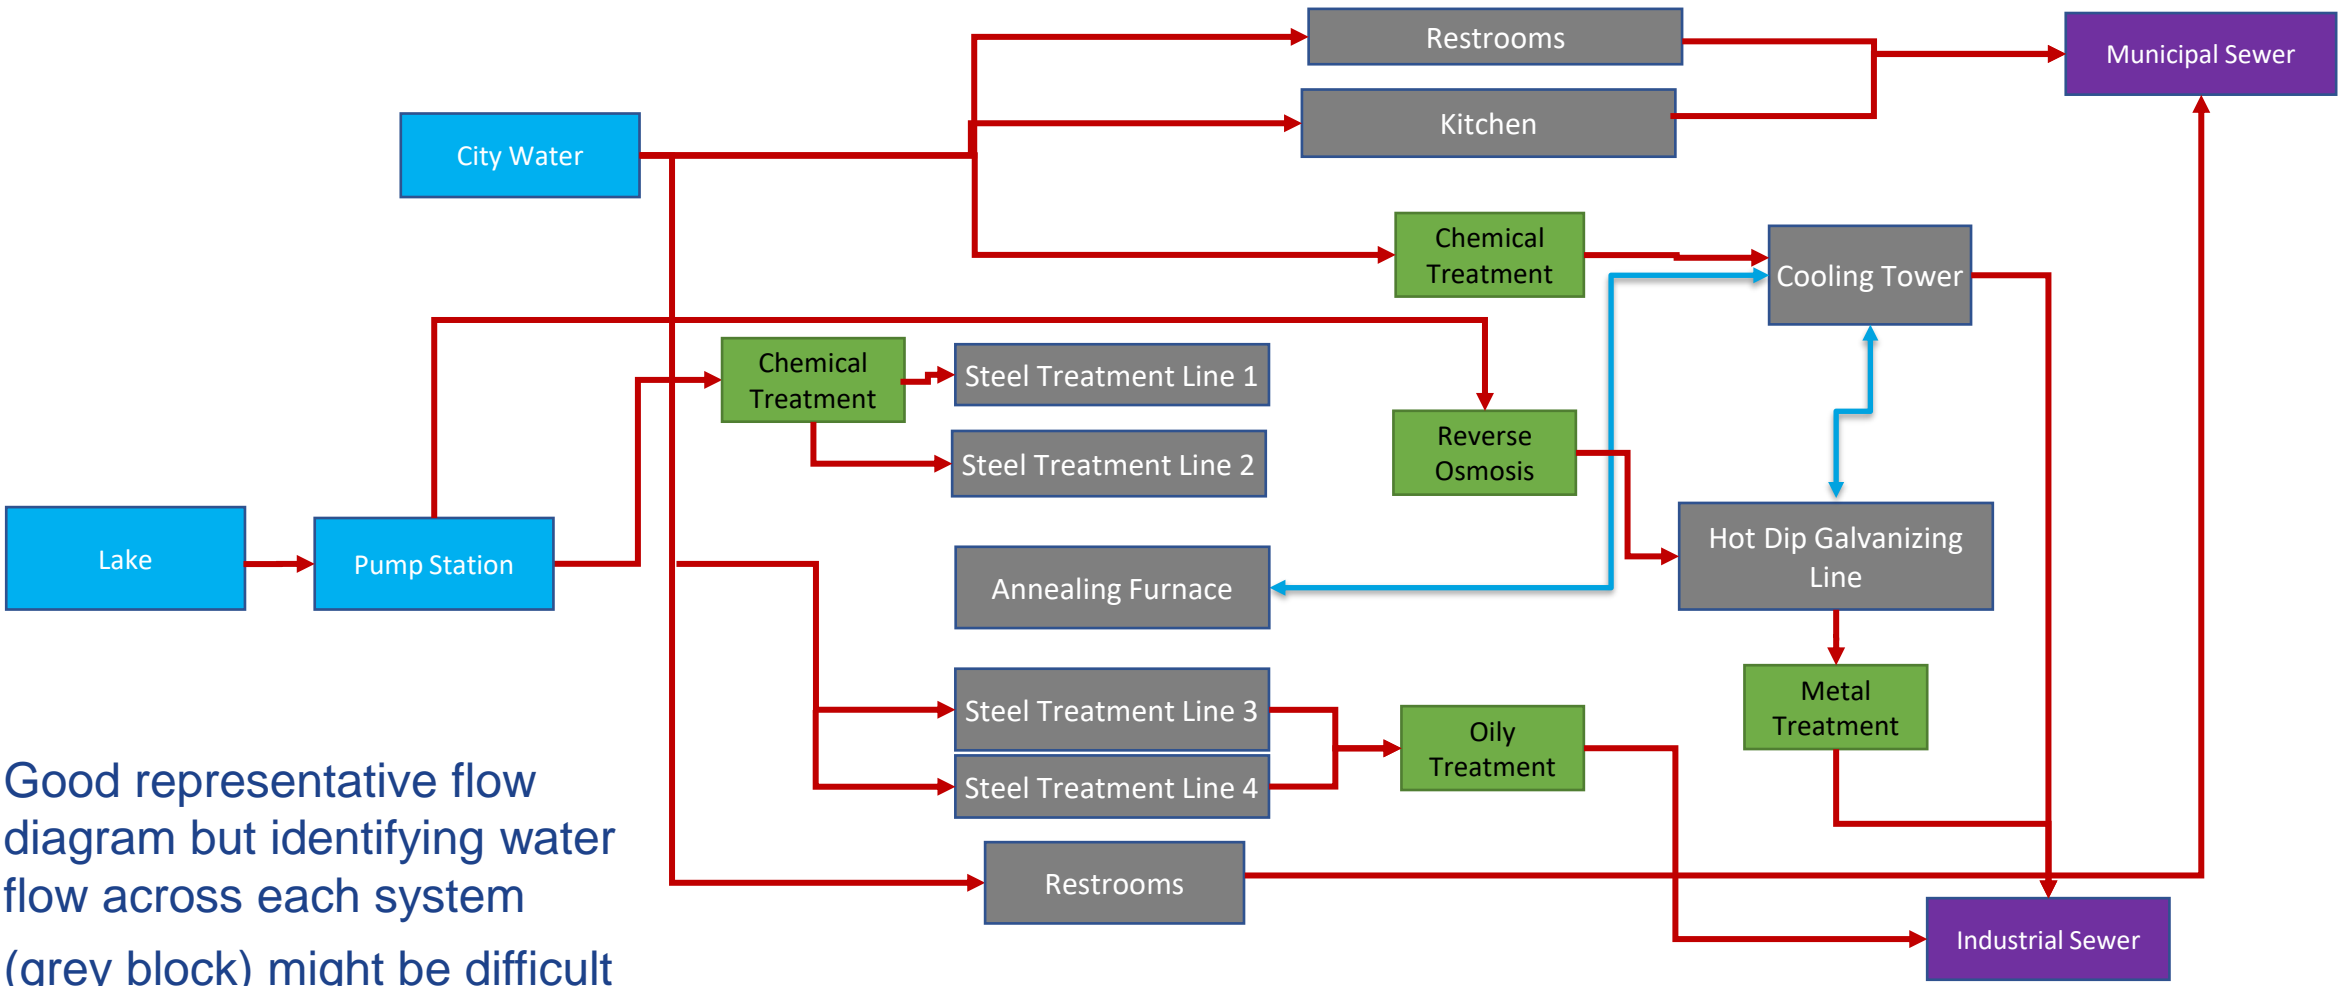 Restrooms
Municipal Sewer
Kitchen
City Water
Chemical
Treatment
Cooling Tower
Chemical
Treatment
Steel Treatment Line 1
Steel Treatment Line 2
Reverse
Osmosis
Lake
Pump Station
Annealing Furnace
Hot Dip Galvanizing
Line
Steel Treatment Line 3
Steel Treatment Line 4
Oily
Treatment
Metal
Treatment
Restrooms
Industrial Sewer
Good representative flow
diagram but identifying water
flow across each system
(grey block) might be difficult